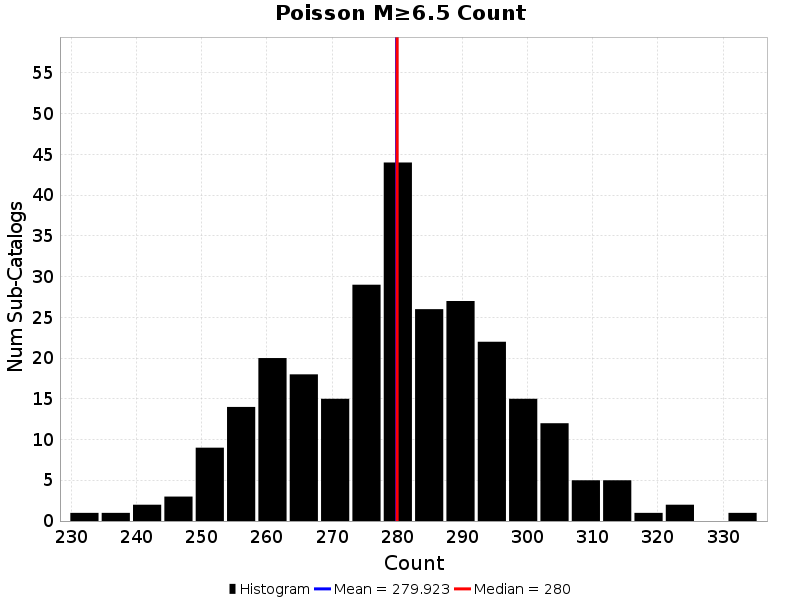 Poisson M≥6.5 Count
Num Sub-Catalogs
55
50
45
40
35
30
25
20
15
10
5
0
230 240 250 260 270 280 290 300 310 320 330
Count
Histogram Mean = 279.923 Median = 280